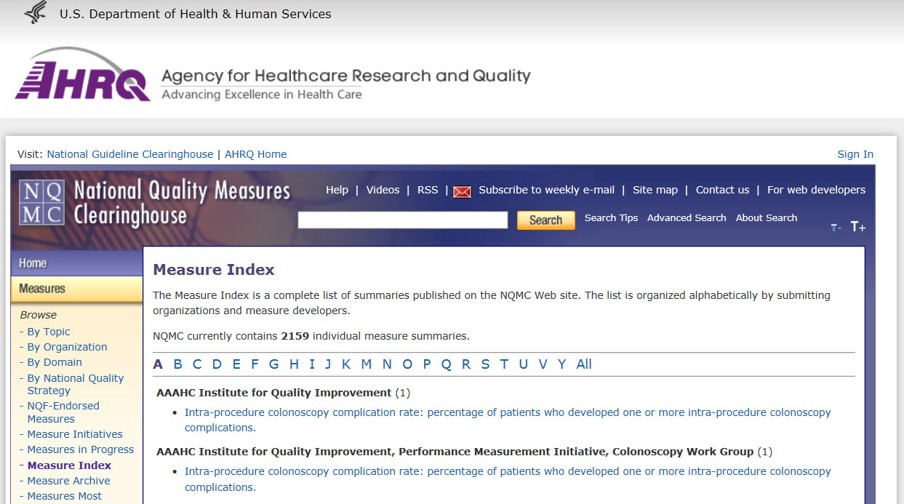 U.S. Department of Health & Human Services
AHRQ
Agency for Healthcare Research and Quality
Advancing Excellence in Health Care
Visit: National Guideline Clearinghouse | AHRQ Home
Sign In
NQMC
National Quality Measures Clearinghouse
Help | Videos | RSS | Subscribe to weekly e-mail | Site map | Contact us | For web developers
Search Search Tips Advanced Search About Search
T- T+
Home
Measures
Browse
- By Topic
- By Organization
- By Domain
- By National Quality
Strategy
- NQF-Endorsed
Measures
- Measure Initiatives
- Measures in Progress
- Measure Index
- Measure Archive
- Measures Most
Measure Index
The Measure Index is a complete list of summaries published on the NQMC Web site. The list is organized alphabetically by submitting
organizations and measure developers.
NQMC currently contains 2159 individual measure summaries.
A B C D E F G H I J K M N O P Q R S T U V Y All
AAAHC Institute for Quality Improvement (1)
• Intra-procedure colonoscopy complication rate: percentage of patients who developed one or more intra-procedure colonoscopy
complications.
AAAHC Institute for Quality Improvement, Performance Measurement Initiative, Colonoscopy Work Group (1)
• Intra-procedure colonoscopy complication rate: percentage of patients who developed one or more intra-procedure colonoscopy
complications.